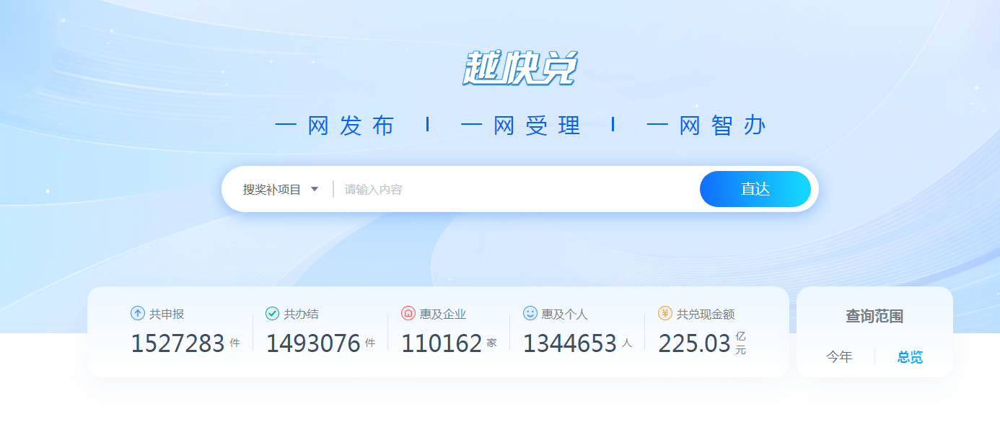 越快兑
一网发布 | 一网受理 | 一网智办
搜奖补项目 请输入内容 直达
共申报 共办结 惠及企业 惠及个人 共兑现金额
1527283 件 1493076 件 110162 家 1344653 人 225.03 亿元
查询范围
今年 总览